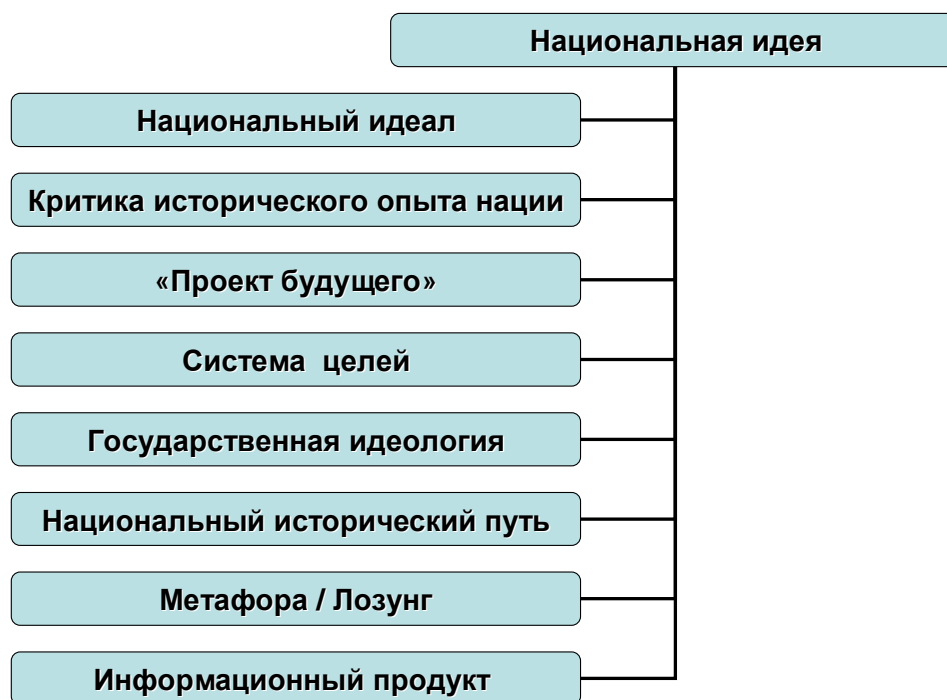 Национальная идея
Национальный идеал
Критика исторического опыта нации
«Проект будущего»
Система целей
Государственная идеология
Национальный исторический путь
Метафора / Лозунг
Информационный продукт